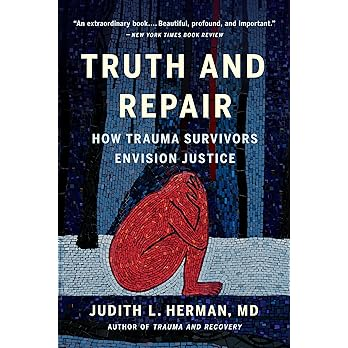 “An extraordinary book.... Beautiful, profound, and important.”
— NEW YORK TIMES BOOK REVIEW
TRUTH AND
REPAIR
HOW TRAUMA SURVIVORS
ENVISION JUSTICE
JUDITH L. HERMAN, MD
AUTHOR OF TRAUMA AND RECOVERY